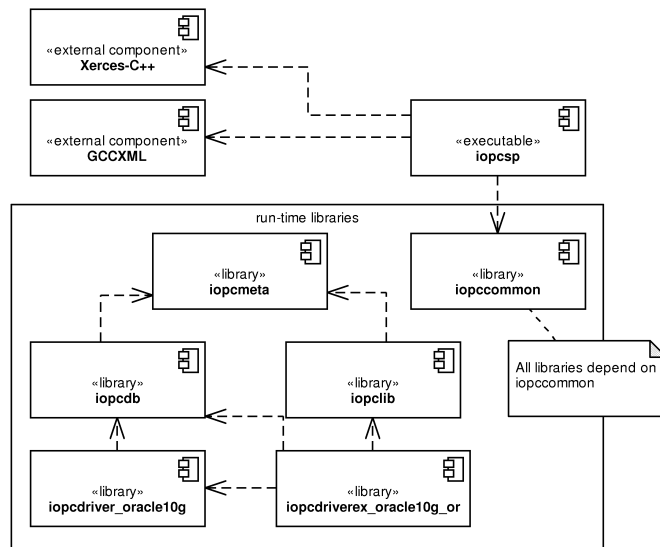 «external component»
Xerces-C++
«external component»
GCCXML
«executable»
iopcsp
run-time libraries
«library»
iopcmeta
«library»
iopccommon
All libraries depend on
iopccommon
«library»
iopcdb
«library»
iopclib
«library»
iopcdriver_oracle10g
«library»
iopcdriverex_oracle10g_or